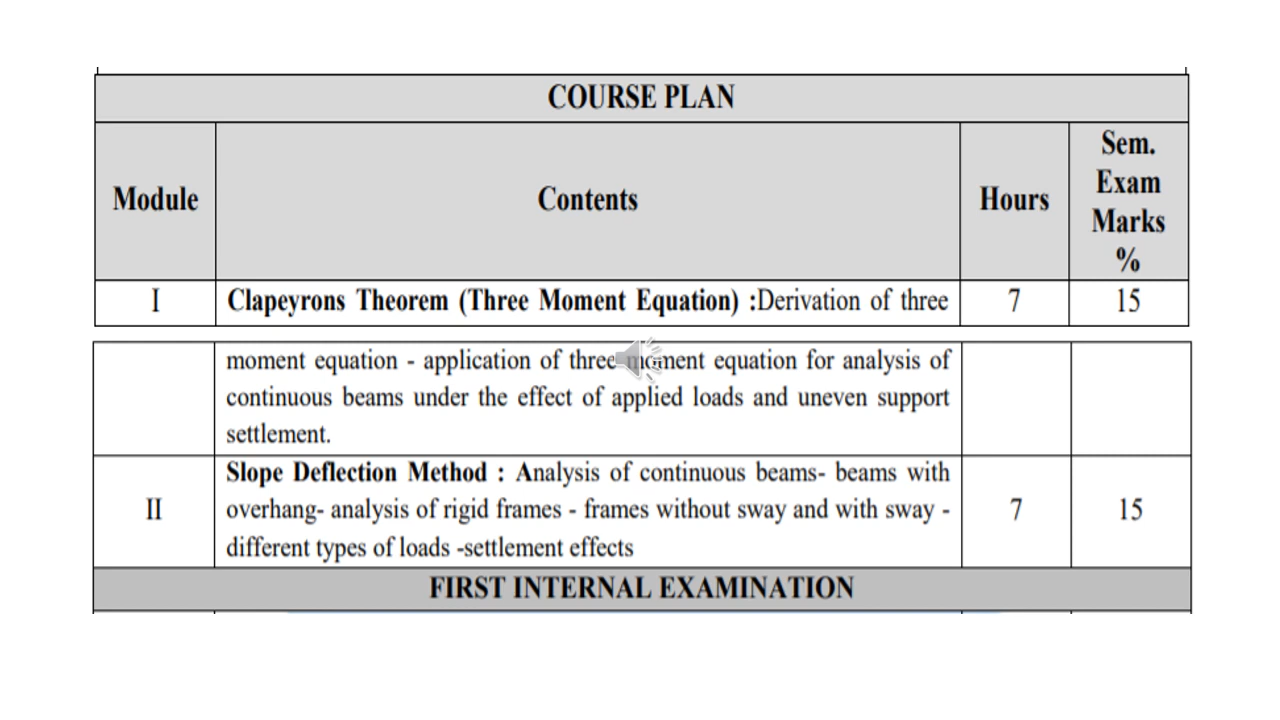 COURSE PLAN
Module
Contents
Hours
Sem.
Exam
Marks
%
I
Clapeyrons Theorem (Three Moment Equation) :Derivation of three
7
15
moment equation - application of three moment equation for analysis of
continuous beams under the effect of applied loads and uneven support
settlement.
II
Slope Deflection Method : Analysis of continuous beams- beams with
overhang- analysis of rigid frames - frames without sway and with sway -
different types of loads -settlement effects
7
15
FIRST INTERNAL EXAMINATION